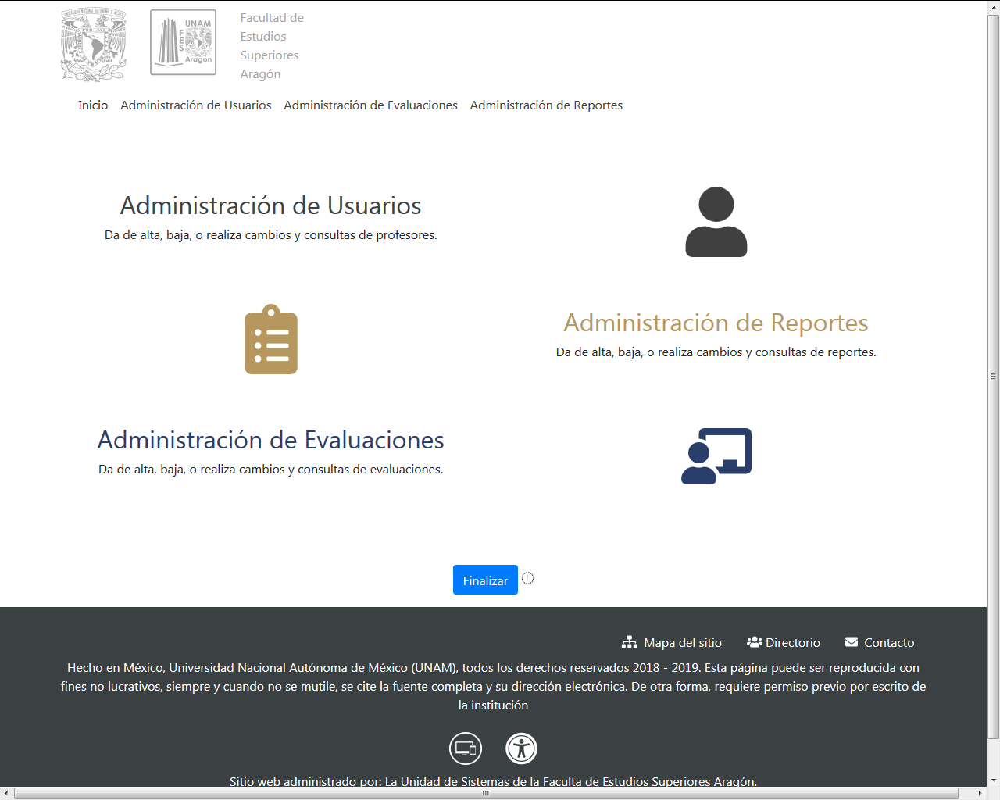 UNAM
FES
Aragón
Facultad de
Estudios
Superiores
Aragón
Inicio Administración de Usuarios Administración de Evaluaciones Administración de Reportes
Administración de Usuarios
Da de alta, baja, o realiza cambios y consultas de profesores.
Administración de Reportes
Da de alta, baja, o realiza cambios y consultas de reportes.
Administración de Evaluaciones
Da de alta, baja, o realiza cambios y consultas de evaluaciones.
Finalizar
Mapa del sitio Directorio Contacto
Hecho en México, Universidad Nacional Autónoma de México (UNAM), todos los derechos reservados 2018 - 2019. Esta página puede ser reproducida con
fines no lucrativos, siempre y cuando no se mutile, se cite la fuente completa y su dirección electrónica. De otra forma, requiere permiso previo por escrito de
la institución
Sitio web administrado por: La Unidad de Sistemas de la Faculta de Estudios Superiores Aragón.